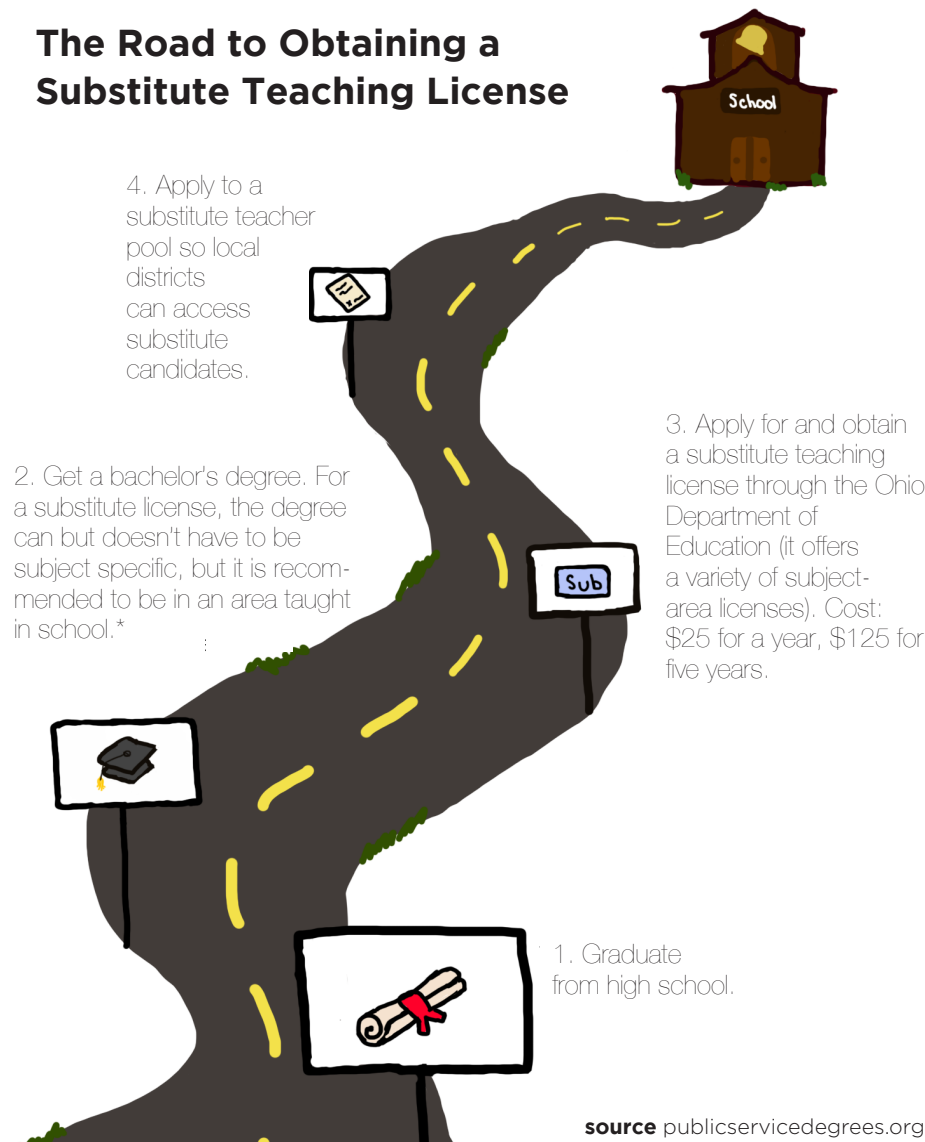 The Road to Obtaining a
Substitute Teaching License
School
4. Apply to a
substitute teacher
pool so local
districts
can access
substitute
candidates.
3. Apply for and obtain
a substitute teaching
license through the Ohio
Department of
Education (it offers
a variety of subject-
area licenses). Cost:
$25 for a year, $125 for
five years.
2. Get a bachelor's degree. For
a substitute license, the degree
can but doesn't have to be
subject specific, but it is recom-
mended to be in an area taught
in school.*
Sub
1. Graduate
from high school.
source publicservicedegrees.org